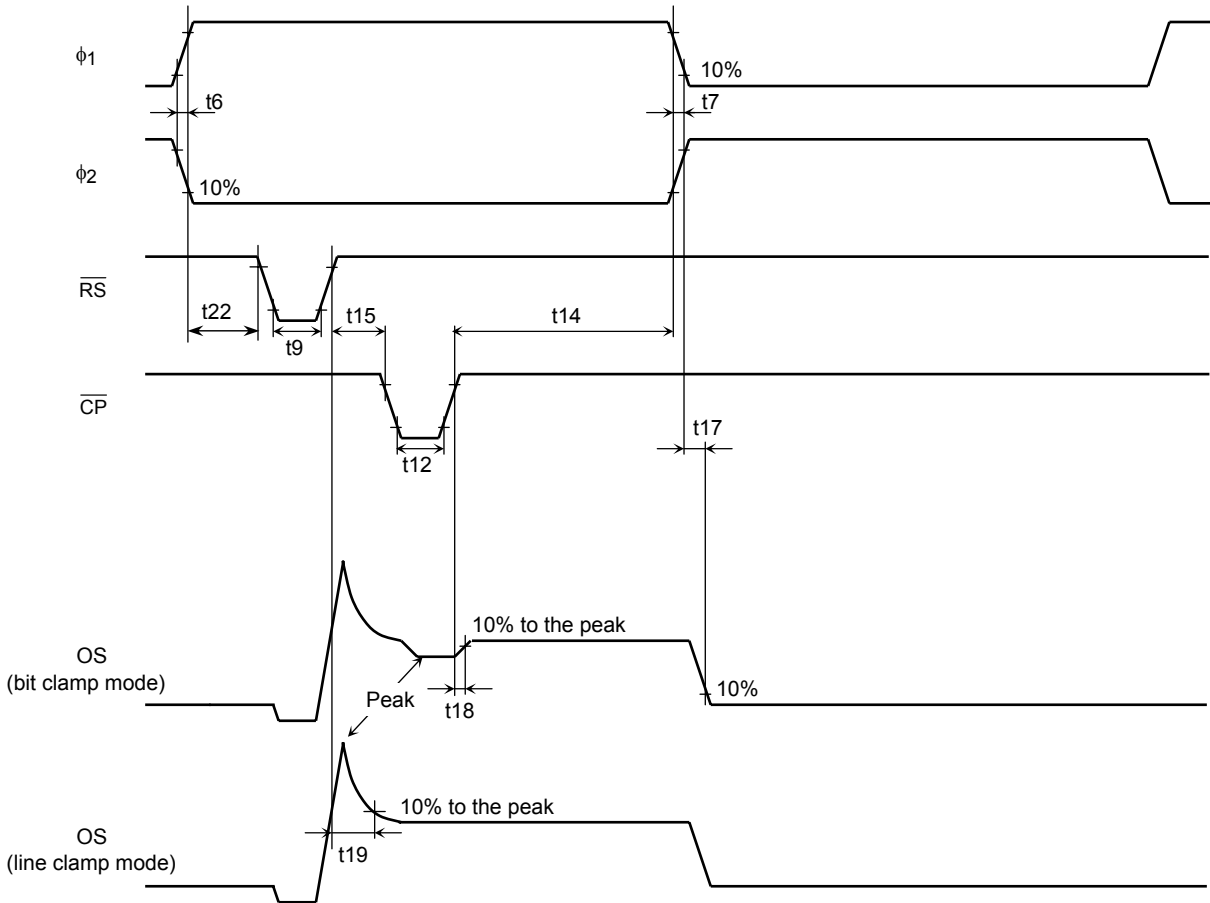 ϕ1
10%
t6
t7
ϕ2
10%
RS
t22
t9
t15
t14
CP
t12
t17
10% to the peak
OS
(bit clamp mode)
Peak
t18
10%
10% to the peak
OS
(line clamp mode)
t19